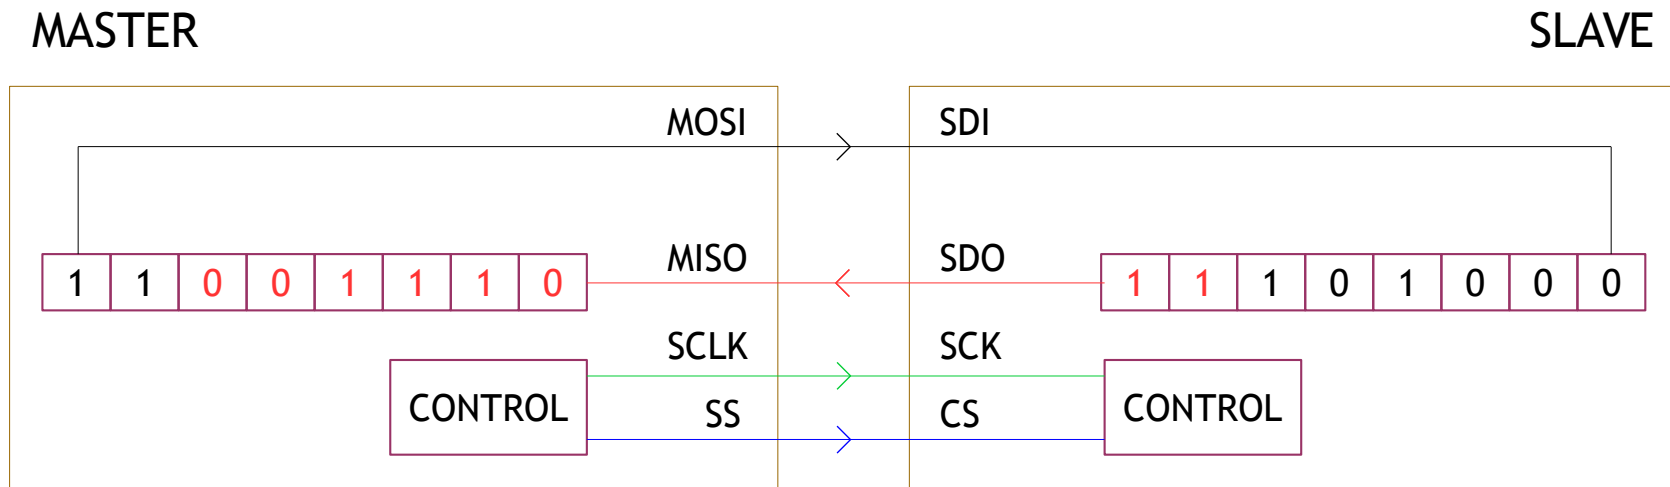 MASTER SLAVE
MOSI SDI
MISO SDO
1 1 0 0 1 1 1 0 1 1 1 0 1 0 0 0
SCLK SCK
CONTROL CONTROL
SS CS